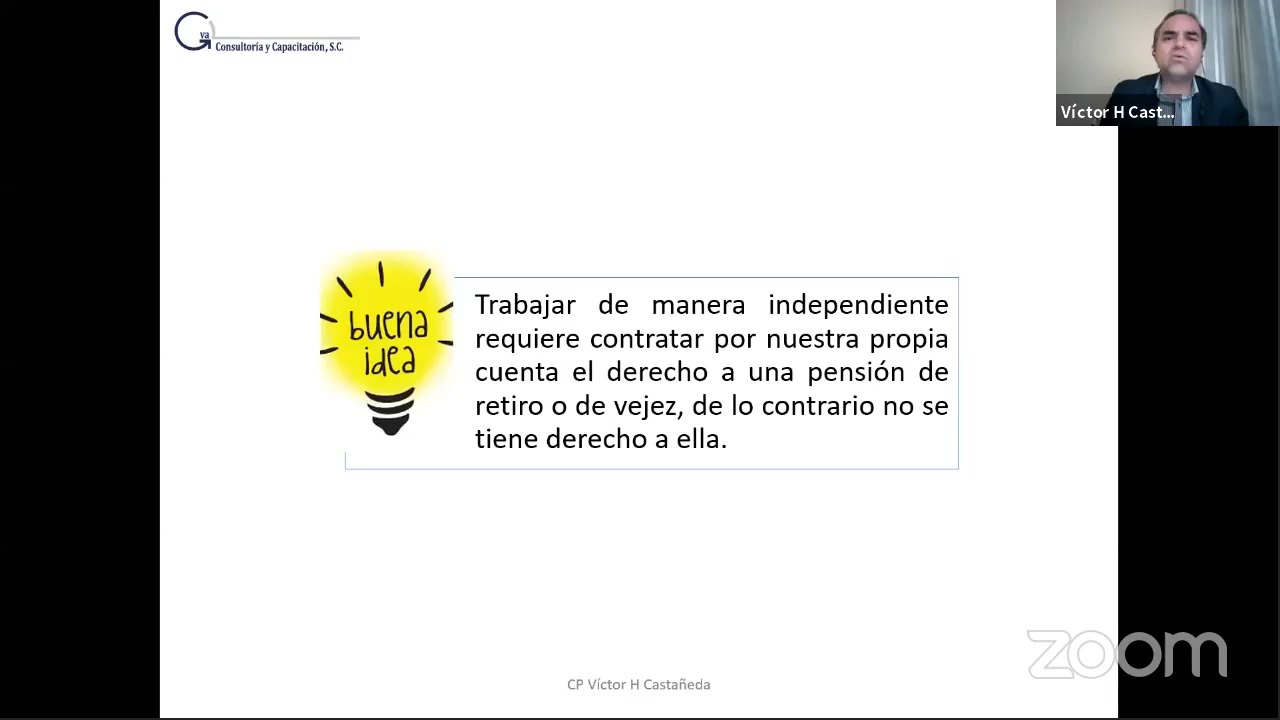 Gva
Consultoría y Capacitación, S.C.
Víctor H Cast...
buena
idea
Trabajar de manera independiente
requiere contratar por nuestra propia
cuenta el derecho a una pensión de
retiro o de vejez, de lo contrario no se
tiene derecho a ella.
zoom
CP Víctor H Castañeda